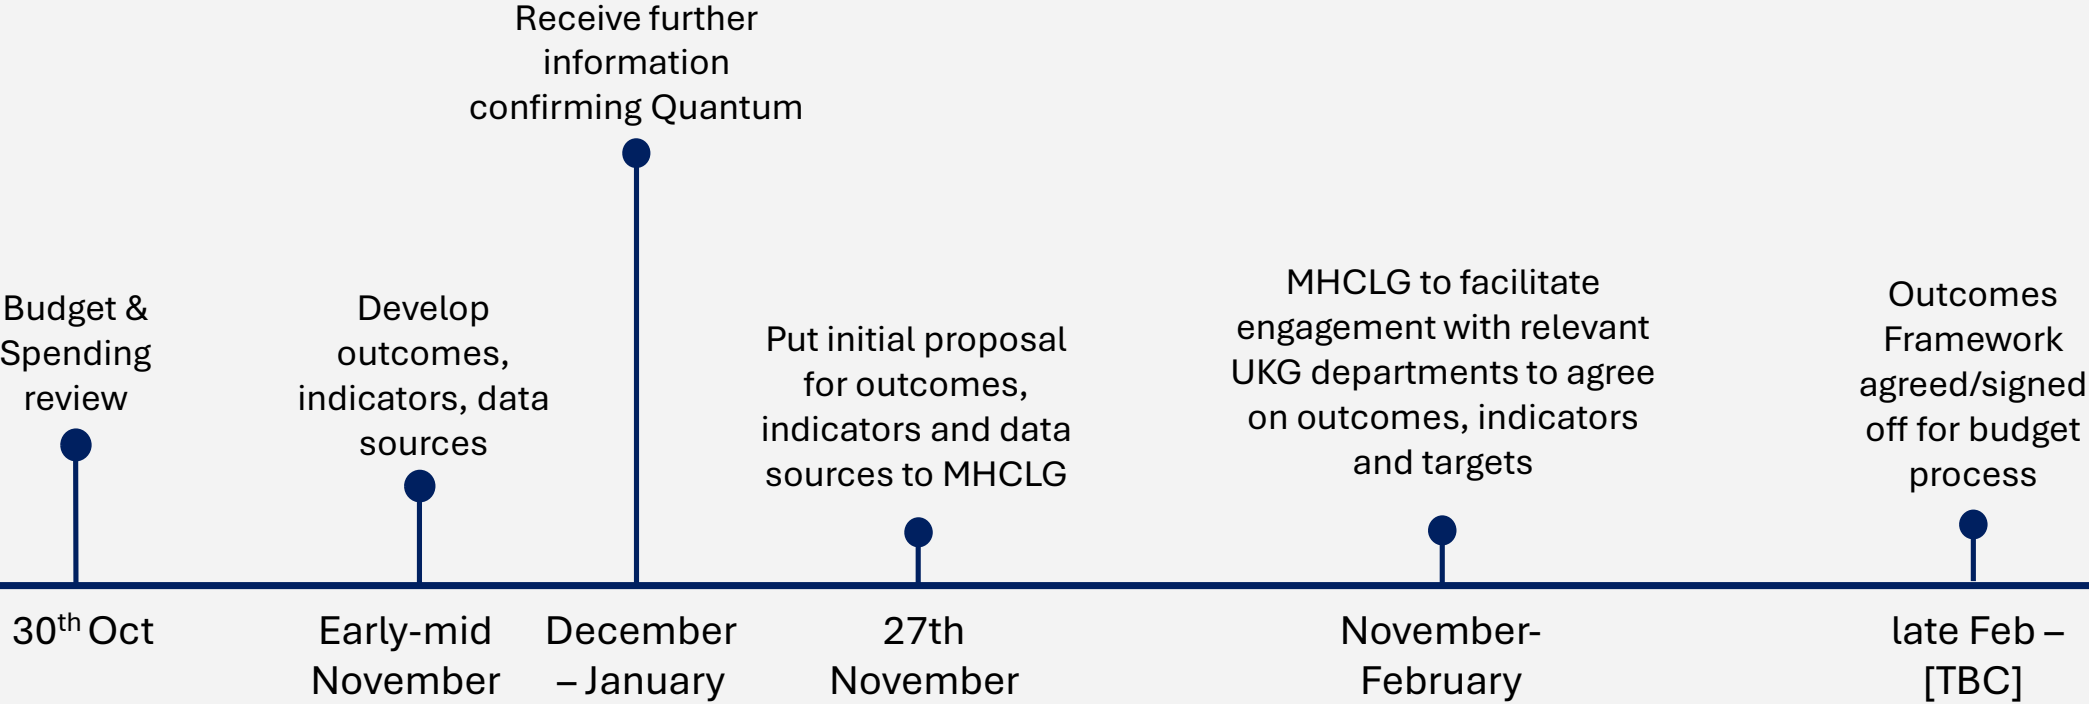 Receive further
information
confirming Quantum
Budget &
Spending
review
Develop
outcomes,
indicators, data
sources
Put initial proposal
for outcomes,
indicators and data
sources to MHCLG
MHCLG to facilitate
engagement with relevant
UKG departments to agree
on outcomes, indicators
and targets
Outcomes
Framework
agreed/signed
off for budget
process
30th Oct
Early-mid
November
December
– January
27th
November
November-
February
late Feb –
[TBC]